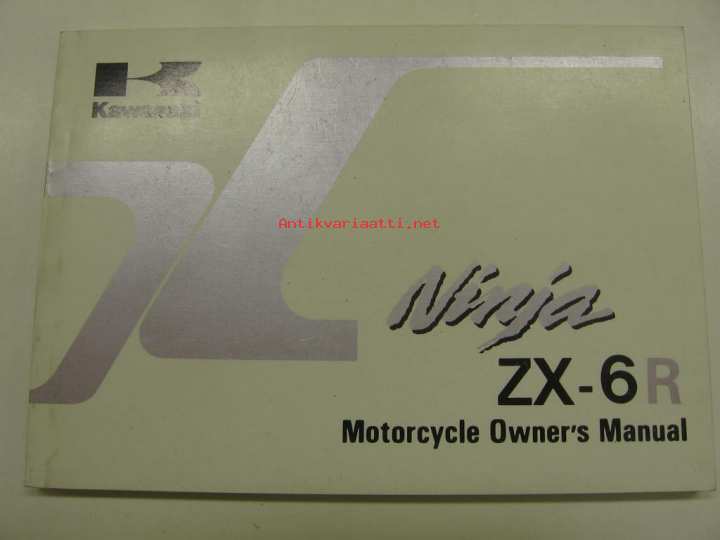 Kawasaki
Antikvariaatti.net
Ninja
ZX-6R
Motorcycle Owner's Manual